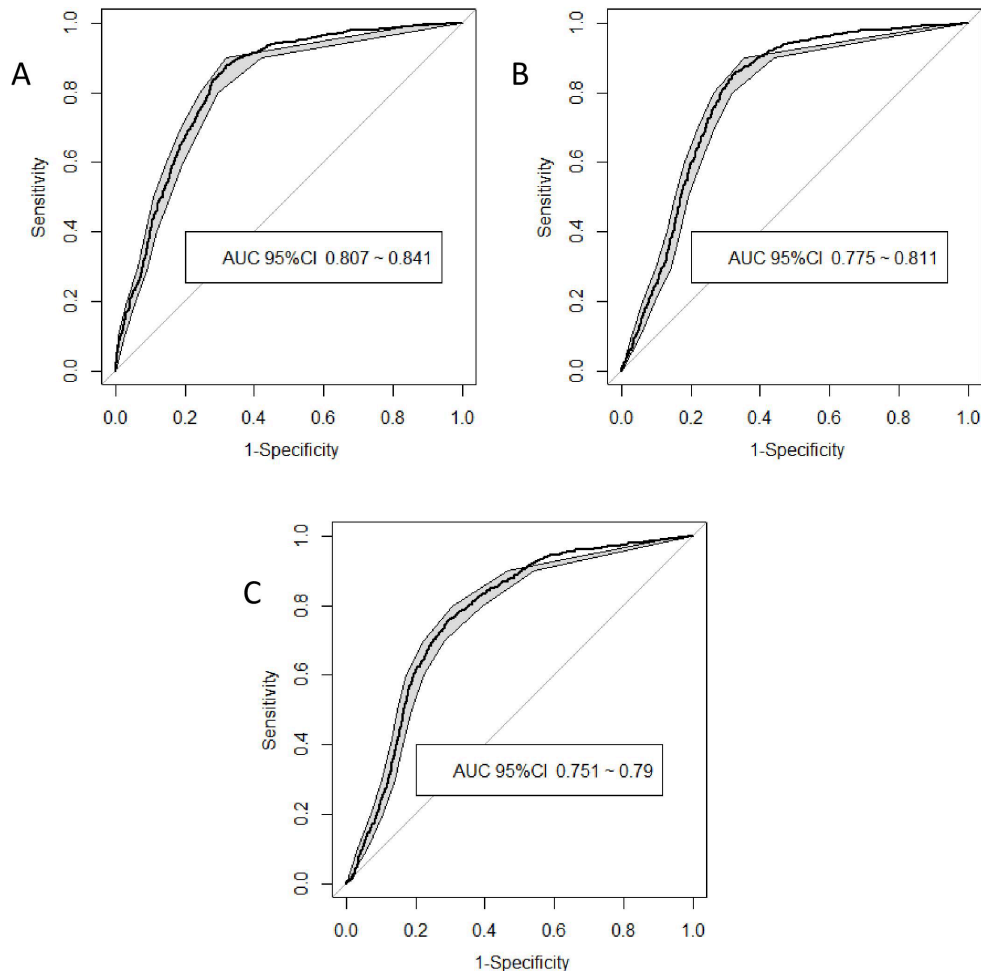 A
Sensitivity
1.0
0.8
0.6
0.4
0.2
0.0
AUC 95%CI 0.807 ~ 0.841
0.0 0.2 0.4 0.6 0.8 1.0
1-Specificity
B
Sensitivity
1.0
0.8
0.6
0.4
0.2
0.0
AUC 95%CI 0.775 ~ 0.811
0.0 0.2 0.4 0.6 0.8 1.0
1-Specificity
C
Sensitivity
1.0
0.8
0.6
0.4
0.2
0.0
AUC 95%CI 0.751 ~ 0.79
0.0 0.2 0.4 0.6 0.8 1.0
1-Specificity